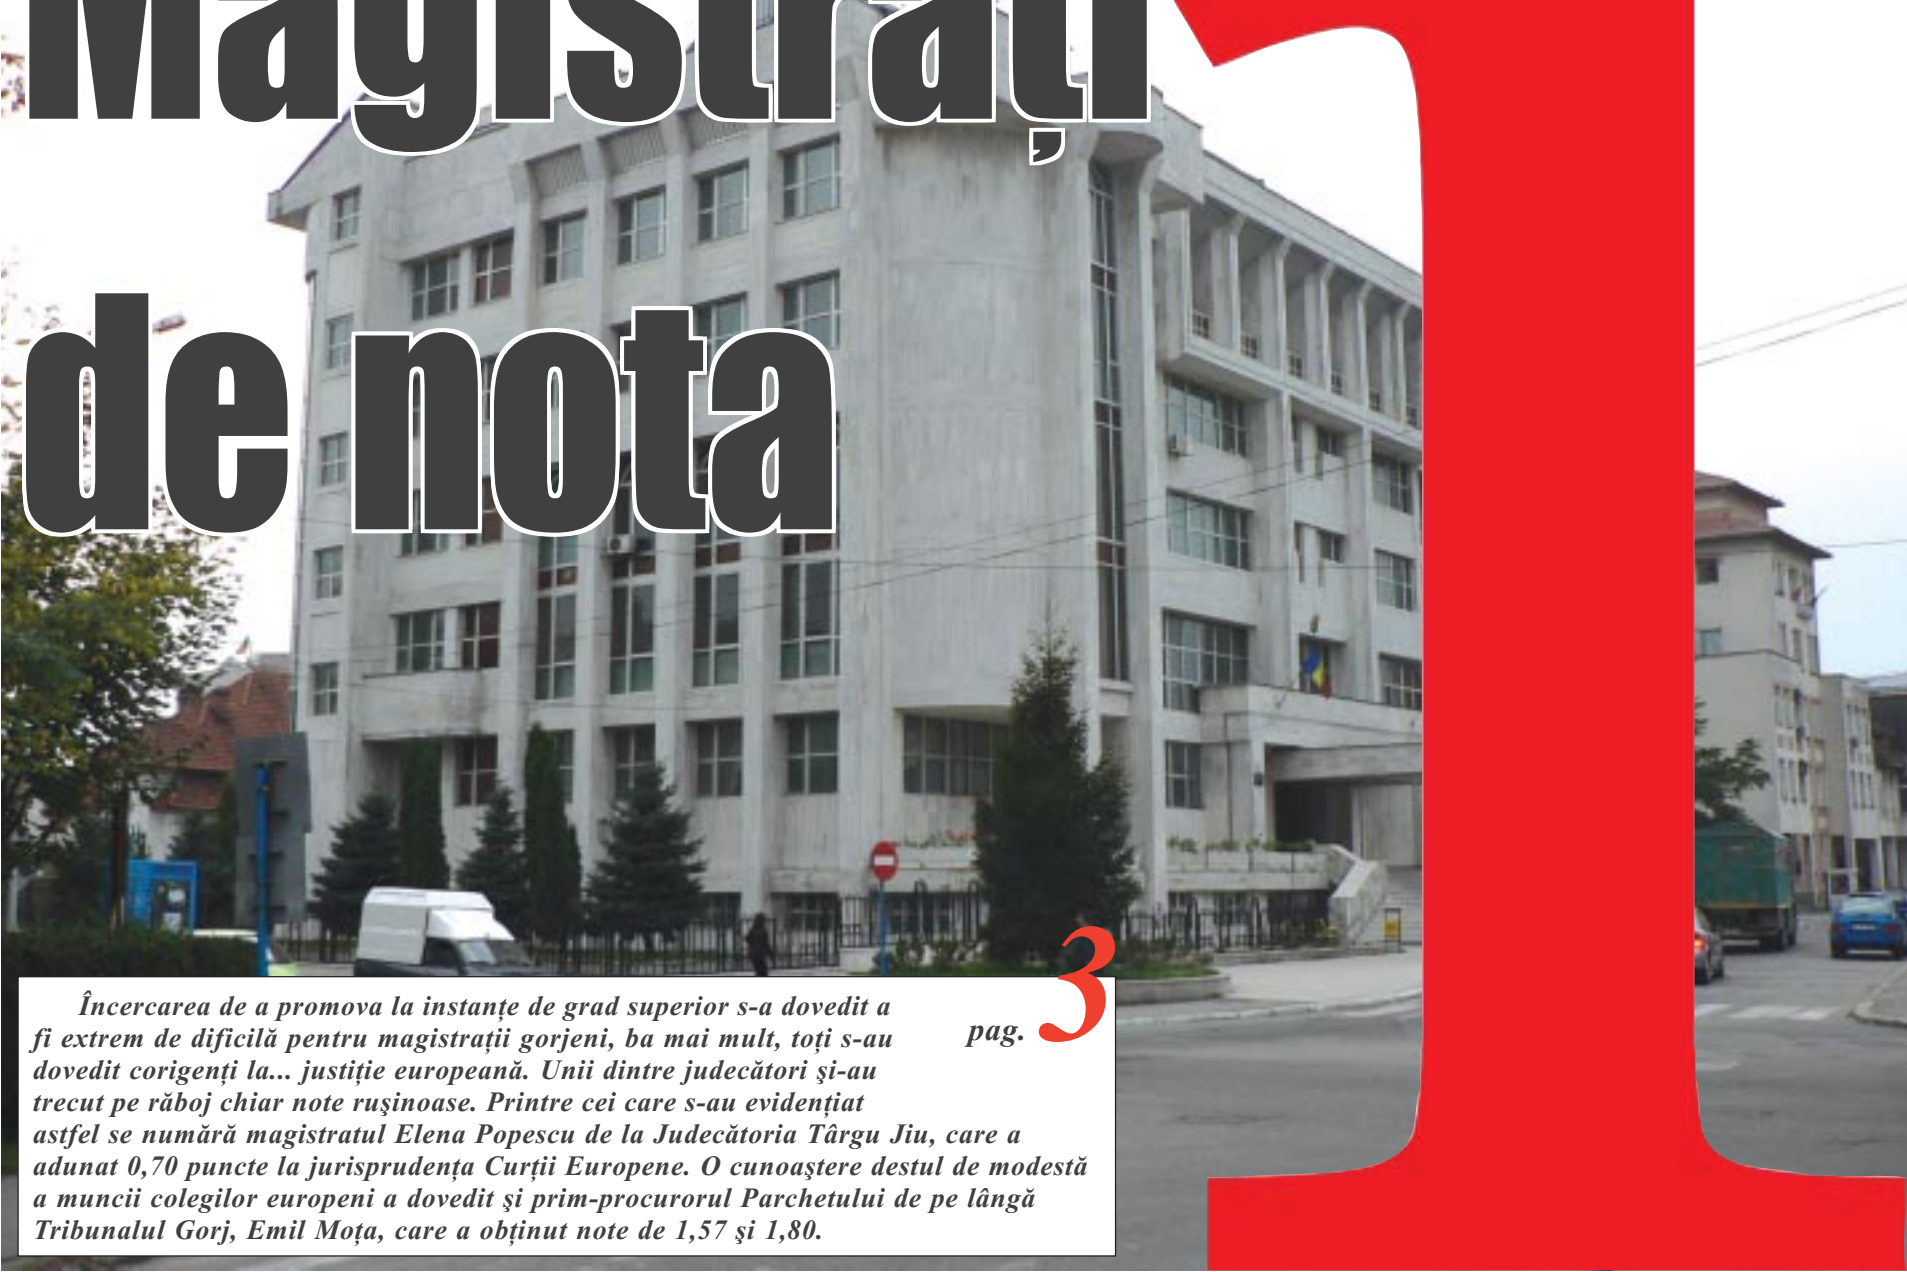 Magistrați
de nota
1
Încercarea de a promova la instanțe de grad superior s-a dovedit a
fi extrem de dificilă pentru magistrații gorjeni, ba mai mult, toți s-au
dovedit corigenți la... justiție europeană. Unii dintre judecători şi-au
trecut pe răboj chiar note ruşinoase. Printre cei care s-au evidențiat
astfel se numără magistratul Elena Popescu de la Judecătoria Târgu Jiu, care a
adunat 0,70 puncte la jurisprudența Curții Europene. O cunoaştere destul de modestă
a muncii colegilor europeni a dovedit şi prim-procurorul Parchetului de pe lângă
Tribunalul Gorj, Emil Moța, care a obținut note de 1,57 şi 1,80.
pag. 3